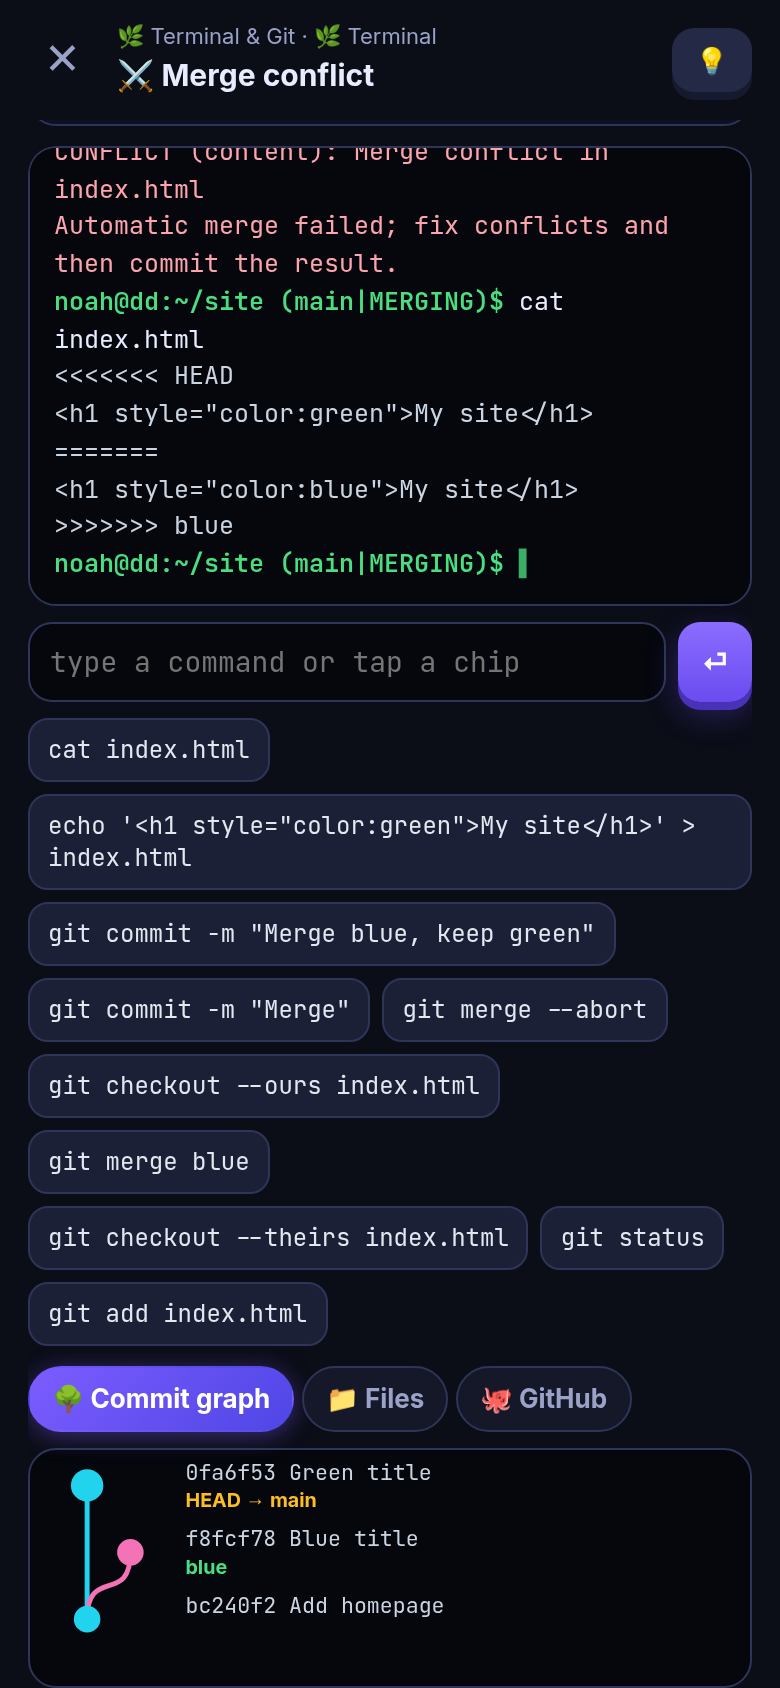 🌿 Terminal & Git · 🌿 Terminal
⚔️ Merge conflict
CONFLICT (content): Merge conflict in
index.html
Automatic merge failed; fix conflicts and
then commit the result.
noah@dd:~/site (main|MERGING)$ cat
index.html
<<<<<<< HEAD
<h1 style="color:green">My site</h1>
=======
<h1 style="color:blue">My site</h1>
>>>>>>> blue
noah@dd:~/site (main|MERGING)$
type a command or tap a chip
cat index.html
echo '<h1 style="color:green">My site</h1>' >
index.html
git commit -m "Merge blue, keep green"
git commit -m "Merge"
git merge --abort
git checkout --ours index.html
git merge blue
git checkout --theirs index.html
git status
git add index.html
🌳 Commit graph
📁 Files
🐙 GitHub
0fa6f53 Green title
HEAD → main
f8fcf78 Blue title
blue
bc240f2 Add homepage